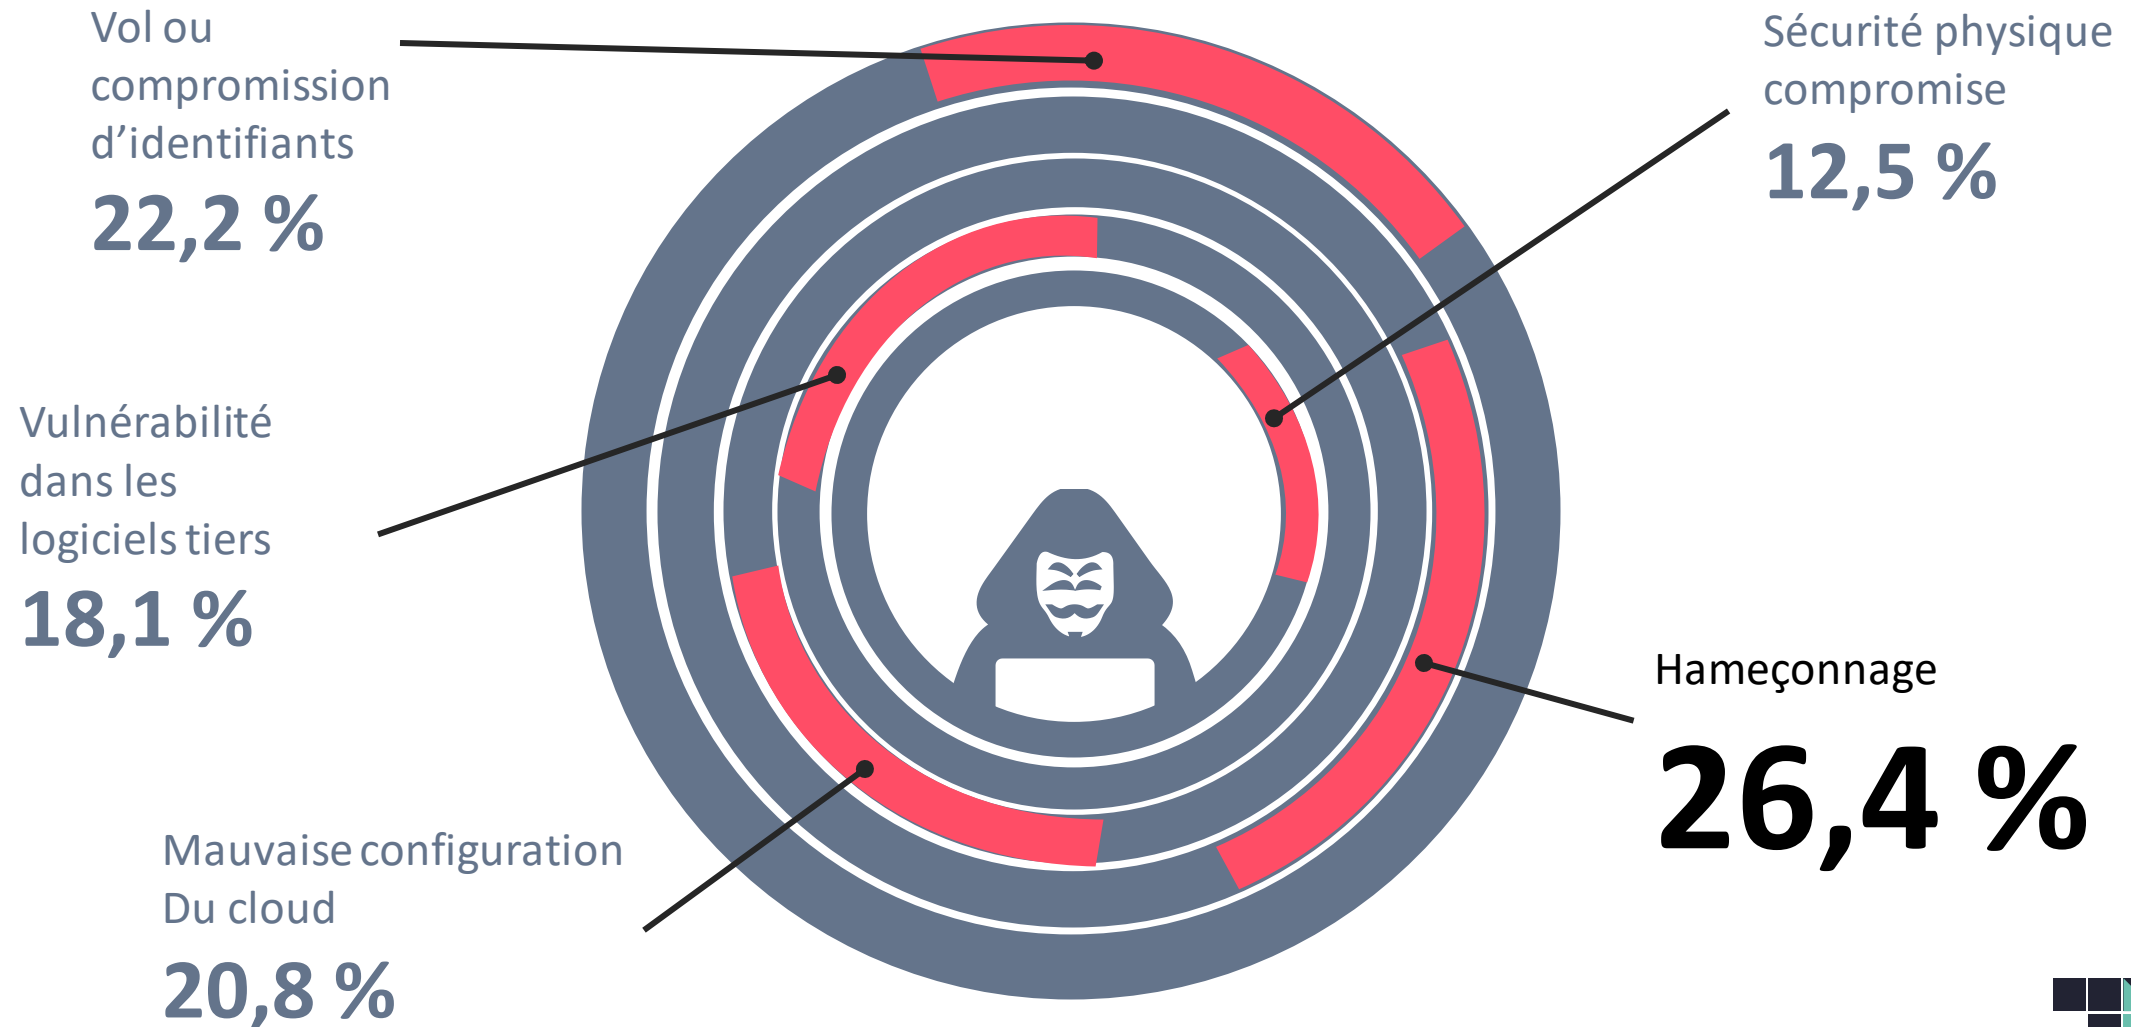 Vol ou
compromission
d’identifiants
22,2 %
Sécurité physique
compromise
12,5 %
Vulnérabilité
dans les
logiciels tiers
18,1 %
Hameçonnage
26,4 %
Mauvaise configuration
Du cloud
20,8 %